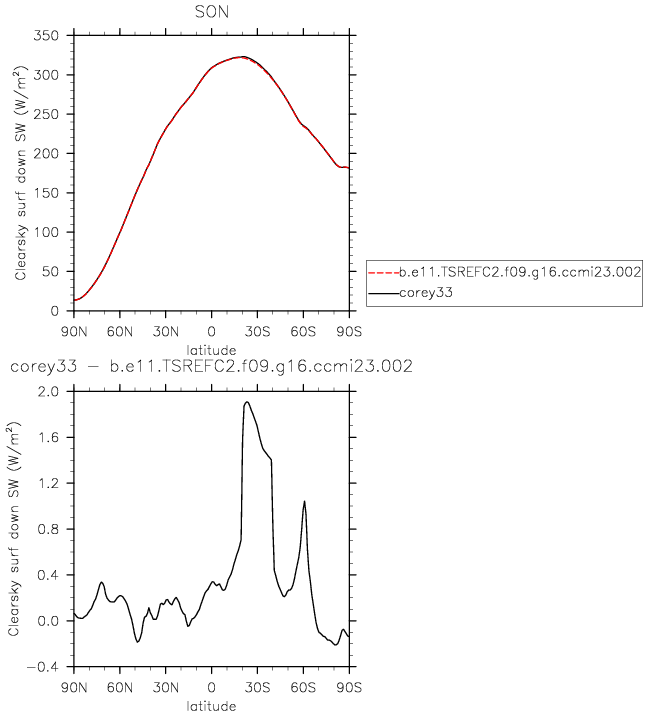 SON
Clearsky surf down SW (W/m²)
350
300
250
200
150
100
50
0
90N 60N 30N 0 30S 60S 90S
latitude
b.e11.TSREFC2.f09.g16.ccmi23.002
corey33
corey33 − b.e11.TSREFC2.f09.g16.ccmi23.002
Clearsky surf down SW (W/m²)
2.0
1.6
1.2
0.8
0.4
0.0
−0.4
90N 60N 30N 0 30S 60S 90S
latitude